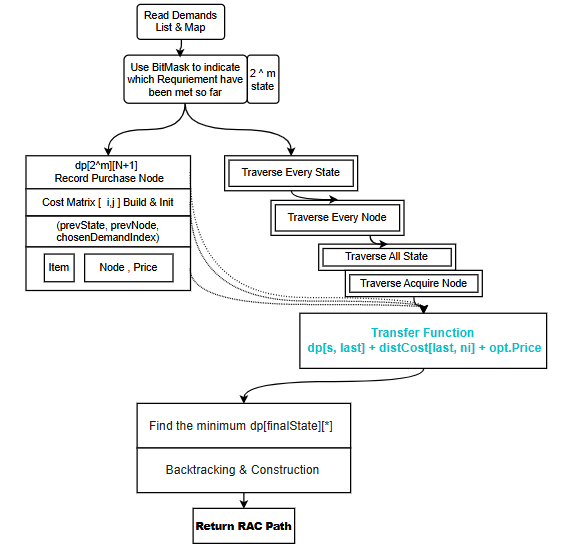 Read Demands
List & Map
Use BitMask to indicate
which Requriement have
been met so far
2 ^ m
state
dp[2^m][N+1]
Record Purchase Node
Cost Matrix [ i,j ] Build & Init
(prevState, prevNode,
chosenDemandIndex)
Item
Node , Price
Traverse Every State
Traverse Every Node
Traverse All State
Traverse Acquire Node
Transfer Function
dp[s, last] + distCost[last, ni] + opt.Price
Find the minimum dp[finalState][*]
Backtracking & Construction
Return RAC Path